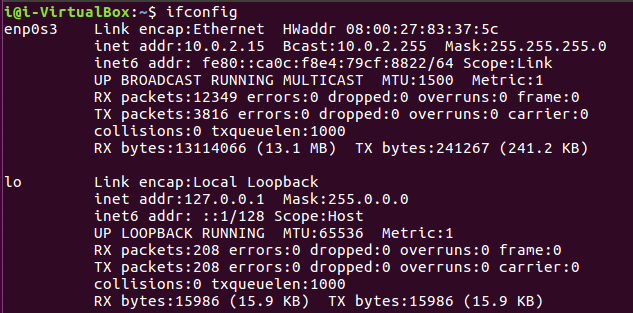 i@i-VirtualBox:~$ ifconfig
enp0s3    Link encap:Ethernet  HWaddr 08:00:27:83:37:5c
          inet addr:10.0.2.15  Bcast:10.0.2.255  Mask:255.255.255.0
          inet6 addr: fe80::ca0c:f8e4:79cf:8822/64 Scope:Link
          UP BROADCAST RUNNING MULTICAST  MTU:1500  Metric:1
          RX packets:12349 errors:0 dropped:0 overruns:0 frame:0
          TX packets:3816 errors:0 dropped:0 overruns:0 carrier:0
          collisions:0 txqueuelen:1000
          RX bytes:13114066 (13.1 MB)  TX bytes:241267 (241.2 KB)
lo        Link encap:Local Loopback
          inet addr:127.0.0.1  Mask:255.0.0.0
          inet6 addr: ::1/128 Scope:Host
          UP LOOPBACK RUNNING  MTU:65536  Metric:1
          RX packets:208 errors:0 dropped:0 overruns:0 frame:0
          TX packets:208 errors:0 dropped:0 overruns:0 carrier:0
          collisions:0 txqueuelen:1000
          RX bytes:15986 (15.9 KB)  TX bytes:15986 (15.9 KB)